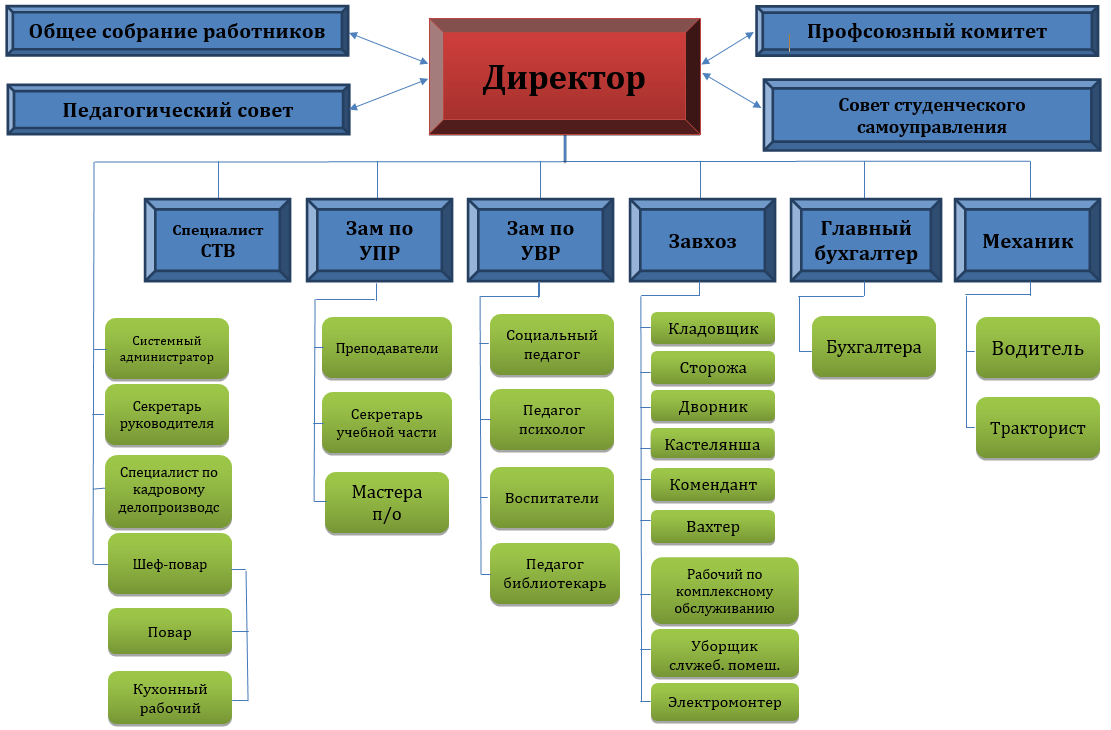 Общее собрание работников
Педагогический совет
Директор
Профсоюзный комитет
Совет студенческого
самоуправления
Специалист
СТВ
Зам по
УПР
Зам по
УВР
Завхоз
Главный
бухгалтер
Механик
Системный
администратор
Секретарь
руководителя
Специалист по
кадровому
делопроизводс
Шеф-повар
Повар
Кухонный
рабочий
Преподаватели
Секретарь
учебной части
Мастера
п/о
Социальный
педагог
Педагог
психолог
Воспитатели
Педагог
библиотекарь
Кладовщик
Сторожа
Дворник
Кастелянша
Комендант
Вахтер
Рабочий по
комплексному
обслуживанию
Уборщик
служеб. помещ.
Электромонтер
Бухгалтера
Водитель
Тракторист